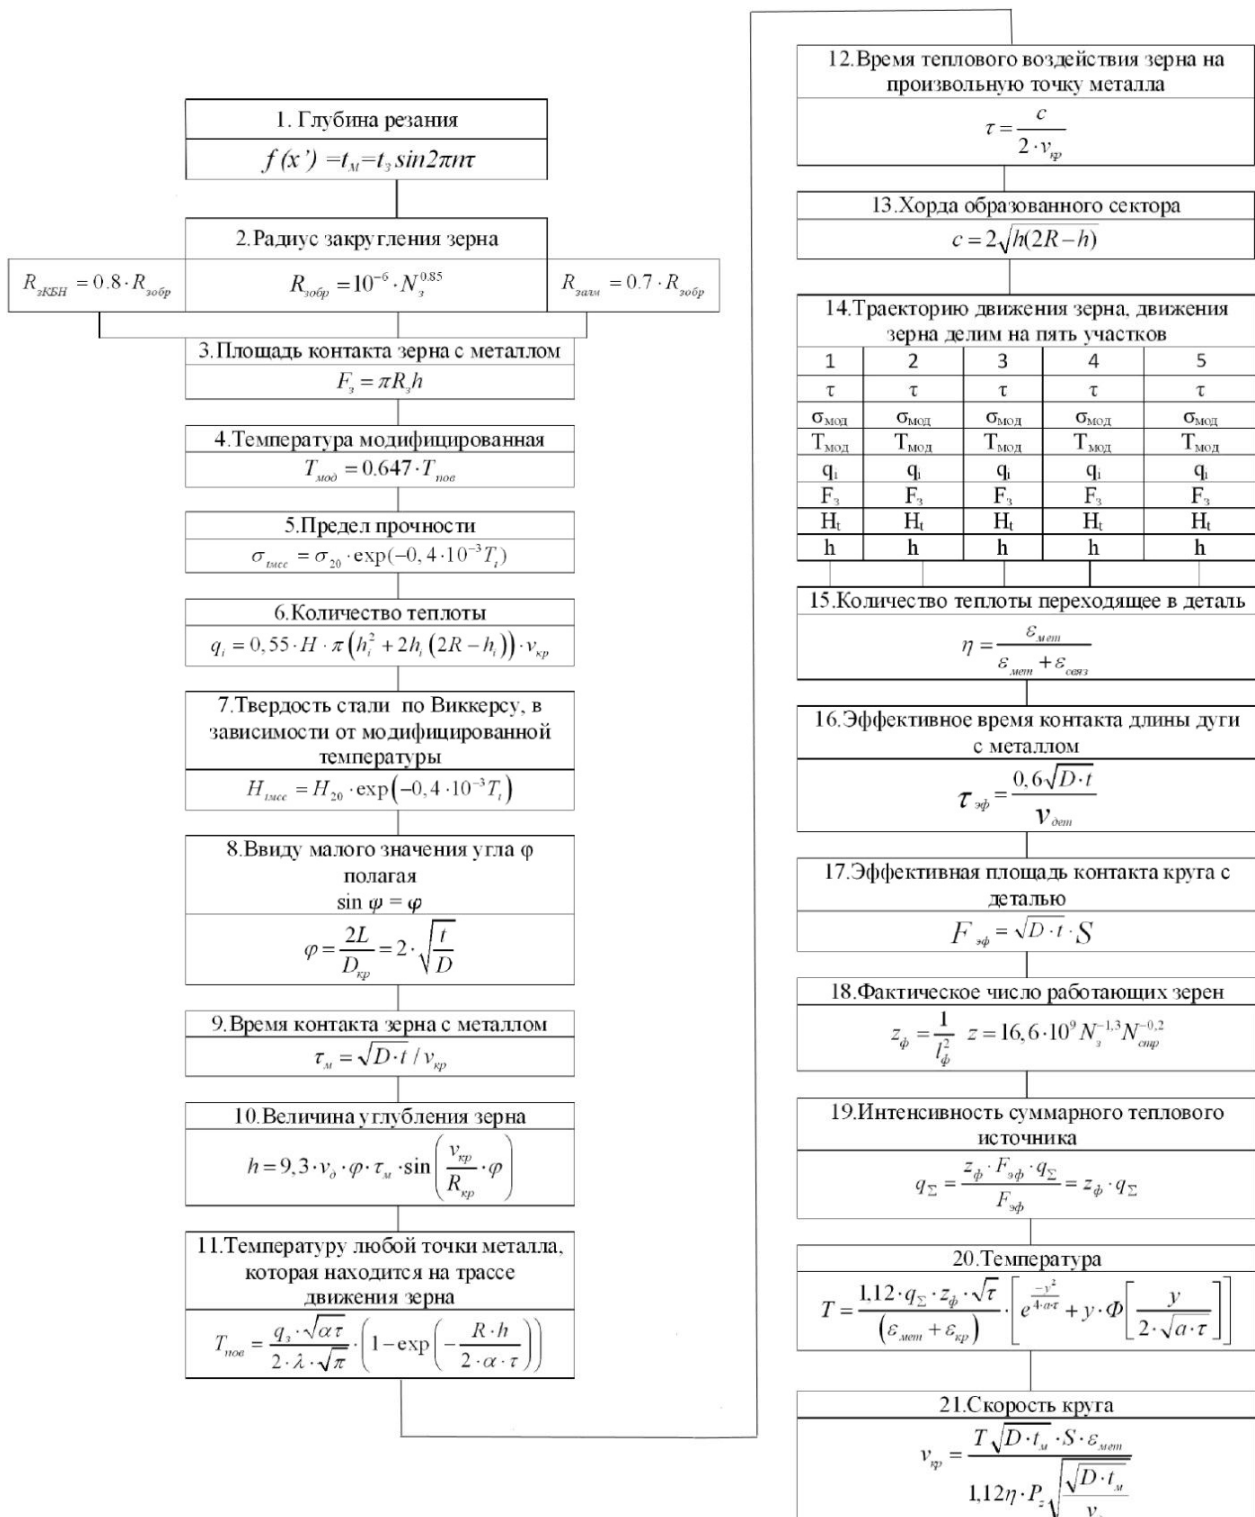 1. Глубина резания
f (x’) =t_м=t_з sin2πnτ
2.Радиус закругления зерна
R_зКБН = 0.8 · R_зобр
R_зобр = 10^−6 · N_з^0.85
R_залм = 0.7 · R_зобр
3.Площадь контакта зерна с металлом
F_з = πR_зh
4.Температура модифицированная
T_мод = 0.647 · T_пов
5.Предел прочности
σ_tмсс = σ_20 · exp(−0, 4 · 10^−3 T_i)
6.Количество теплоты
q_i = 0,55 · H · π(h_i^2 + 2h_i (2R − h_i)) · v_кр
7.Твердость стали по Виккерсу, в
зависимости от модифицированной
температуры
H_tмсс = H_20 · exp(−0,4 · 10^−3 T_i)
8.Ввиду малого значения угла φ
полагая
sin φ = φ
φ = 2L / D_кр = 2 · √(t / D)
9.Время контакта зерна с металлом
τ_м = √(D · t) / v_кр
10.Величина углубления зерна
h = 9,3 · v_д · φ · τ_м · sin(v_кр / R_кр · φ)
11.Температуру любой точки металла,
которая находится на трассе
движения зерна
T_пов = (q_з · √(ατ)) / (2 · λ · √π) · (1 − exp(− (R · h) / (2 · α · τ)))
12.Время теплового воздействия зерна на
произвольную точку металла
τ = c / (2 · v_кр)
13.Хорда образованного сектора
c = 2√(h(2R − h))
14.Траекторию движения зерна, движения
зерна делим на пять участков
1 2 3 4 5
τ τ τ τ τ
σ_мод σ_мод σ_мод σ_мод σ_мод
T_мод T_мод T_мод T_мод T_мод
q_i q_i q_i q_i q_i
F_з F_з F_з F_з F_з
H_t H_t H_t H_t H_t
h h h h h
15.Количество теплоты переходящее в деталь
η = ε_мет / (ε_мет + ε_связ)
16.Эффективное время контакта длины дуги
с металлом
τ_эф = 0,6√(D · t) / v_дет
17.Эффективная площадь контакта круга с
деталью
F_эф = √(D · t) · S
18.Фактическое число работающих зерен
z_ф = 1 / l_ф^2 z = 16,6 · 10^9 N_з^−1,3 N_стр^−0,2
19.Интенсивность суммарного теплового
источника
q_Σ = (z_ф · F_эф · q_Σ) / F_эф = z_ф · q_Σ
20.Температура
T = (1,12 · q_Σ · z_ф · √τ) / (ε_мет + ε_кр) · [e^(−y^2 / (4·a·τ)) + y · Φ[y / (2 · √(a · τ))]]
21.Скорость круга
v_кр = (T√(D · t_м) · S · ε_мет) / (1,12η · P_z √(√(D · t_м) / v